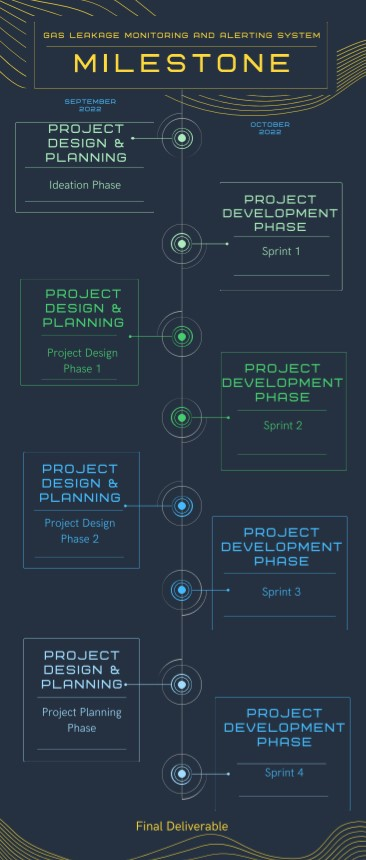 GAS LEAKAGE MONITORING AND ALERTING SYSTEM
MILESTONE
SEPTEMBER
2022
OCTOBER
2022
PROJECT
DESIGN &
PLANNING
Ideation Phase
PROJECT
DEVELOPMENT
PHASE
Sprint 1
PROJECT
DESIGN &
PLANNING
Project Design
Phase 1
PROJECT
DEVELOPMENT
PHASE
Sprint 2
PROJECT
DESIGN &
PLANNING
Project Design
Phase 2
PROJECT
DEVELOPMENT
PHASE
Sprint 3
PROJECT
DESIGN &
PLANNING
Project Planning
Phase
PROJECT
DEVELOPMENT
PHASE
Sprint 4
Final Deliverable